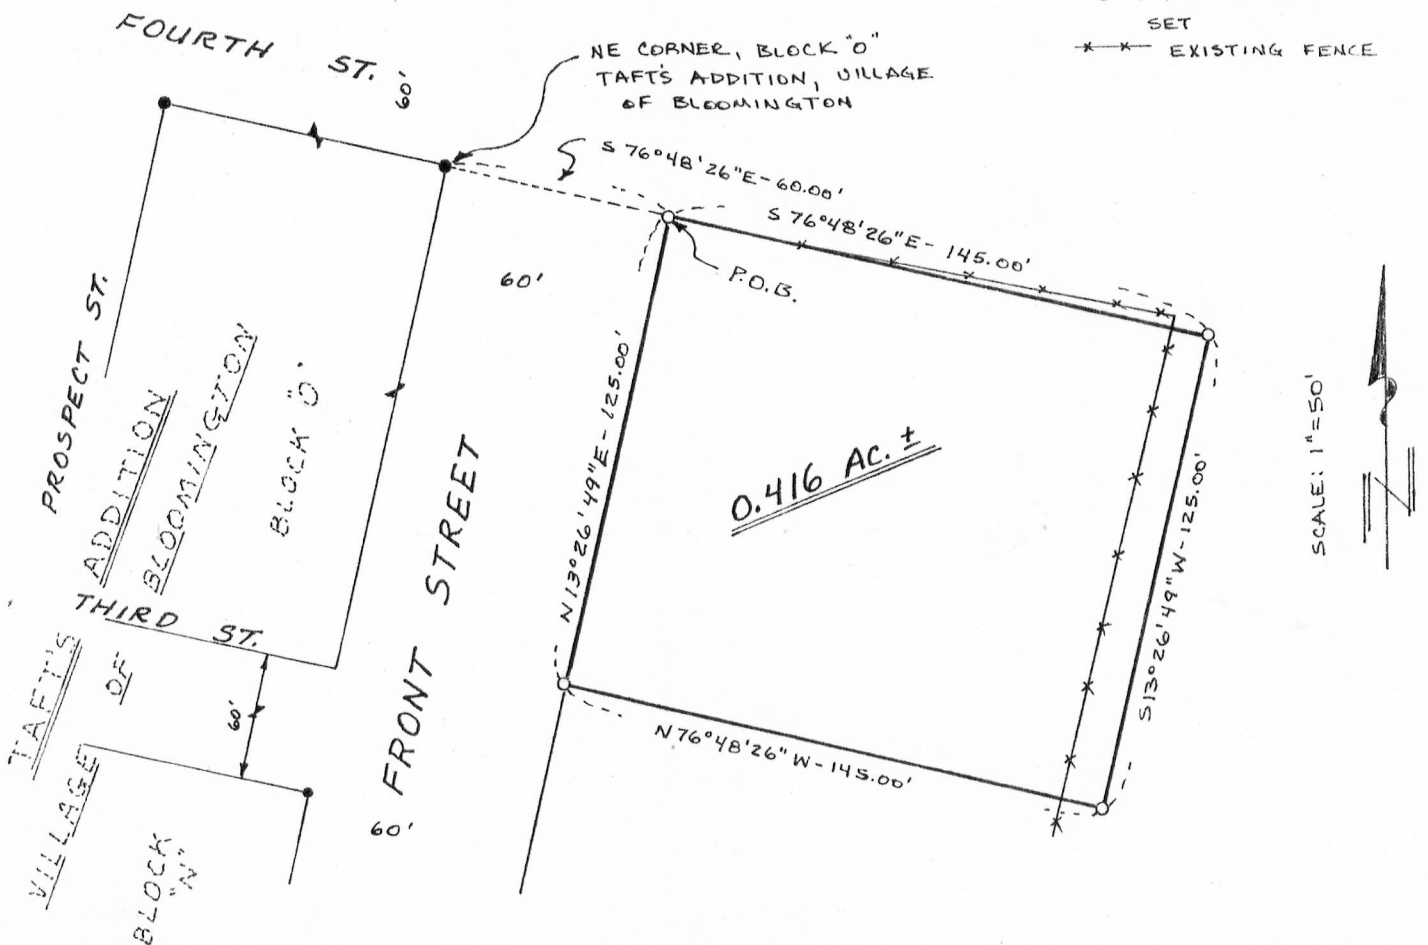 SET
EXISTING FENCE
FOURTH ST.
60'
NE CORNER, BLOCK "O"
TAFT'S ADDITION, VILLAGE
OF BLOOMINGTON
S 76°48'26"E - 60.00'
S 76°48'26"E - 145.00'
P.O.B.
60'
PROSPECT ST.
TAFT'S ADDITION
VILLAGE OF BLOOMINGTON
BLOCK "O"
N 13°26'49"E - 125.00'
0.416 AC. ±
S 13°26'49"W - 125.00'
SCALE: 1"=50'
N
THIRD ST.
60'
FRONT STREET
60'
N 76°48'26"W - 145.00'
BLOCK
"N"